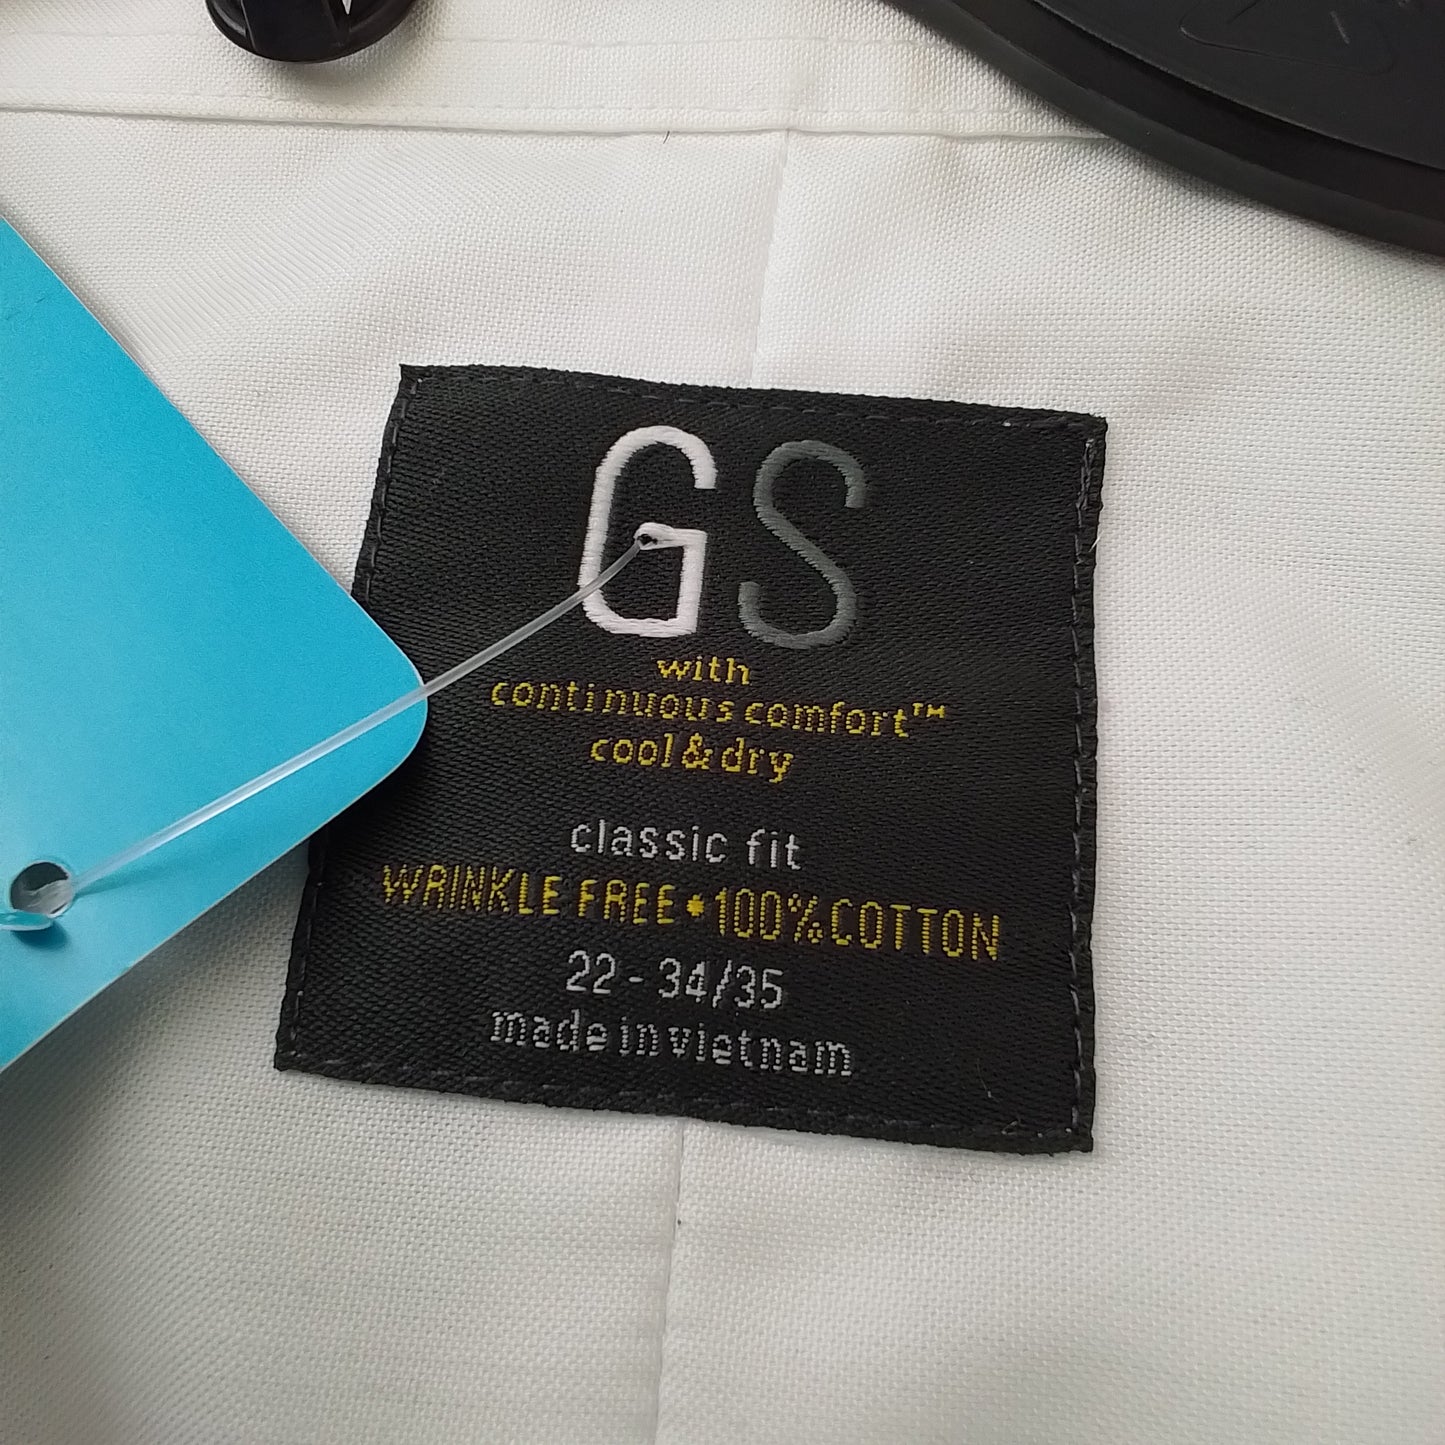 GS
with
continuous comfort™
cool & dry
classic fit
WRINKLE FREE • 100% COTTON
22 - 34/35
made in vietnam